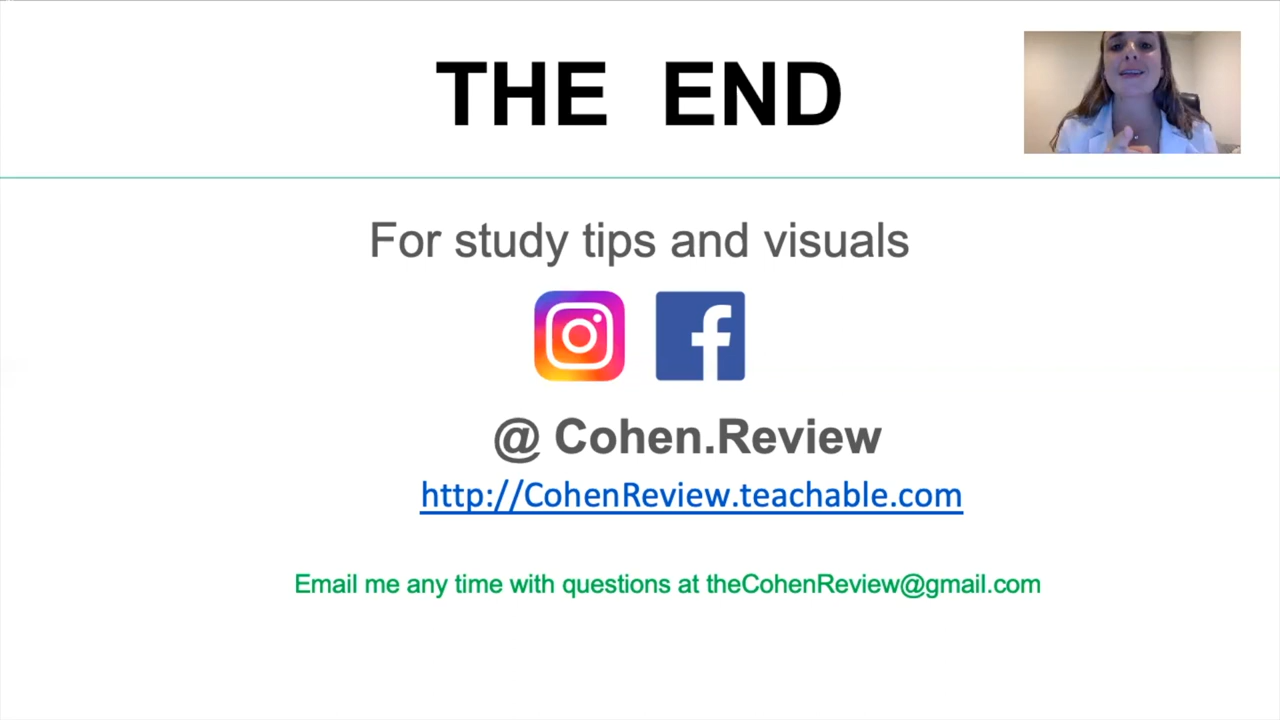 THE END
For study tips and visuals
@ Cohen.Review
http://CohenReview.teachable.com
Email me any time with questions at theCohenReview@gmail.com